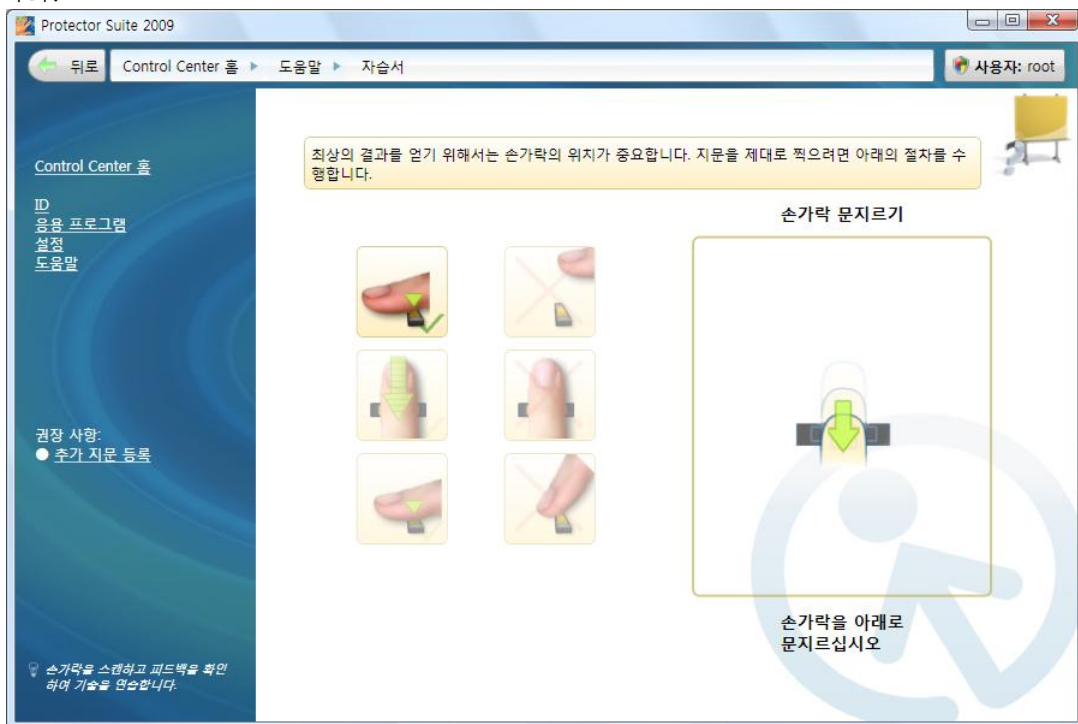 Protector Suite 2009
뒤로 Control Center 홈 ▶ 도움말 ▶ 자습서 사용자: root
최상의 결과를 얻기 위해서는 손가락의 위치가 중요합니다. 지문을 제대로 찍으려면 아래의 절차를 수
행합니다.
Control Center 홈
ID
응용 프로그램
설정
도움말
권장 사항:
● 추가 지문 등록
손가락을 스캔하고 피드백을 확인
하여 기술을 연습합니다.
손가락 문지르기
손가락을 아래로
문지르십시오